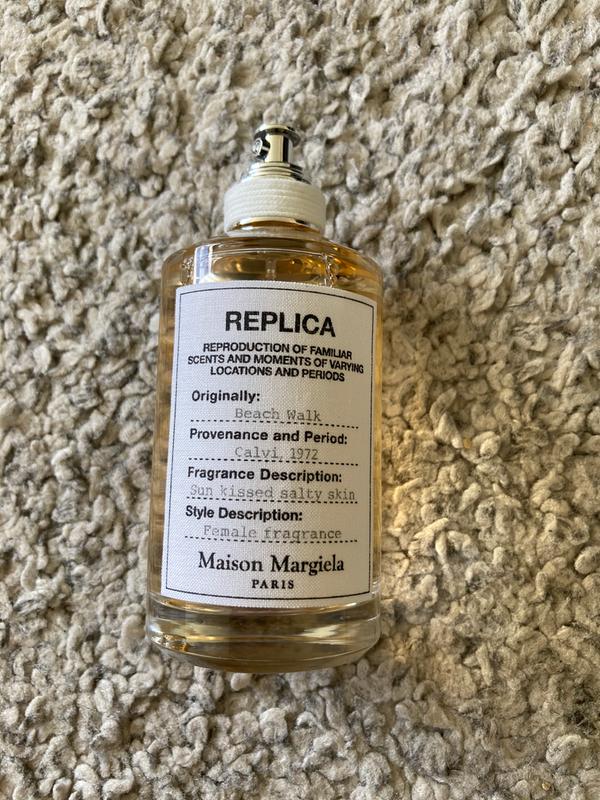 REPLICA
REPRODUCTION OF FAMILIAR
SCENTS AND MOMENTS OF VARYING
LOCATIONS AND PERIODS
Originally:
Beach Walk
Provenance and Period:
Calvi, 1972
Fragrance Description:
Sun kissed salty skin
Style Description:
Female fragrance
Maison Margiela
PARIS